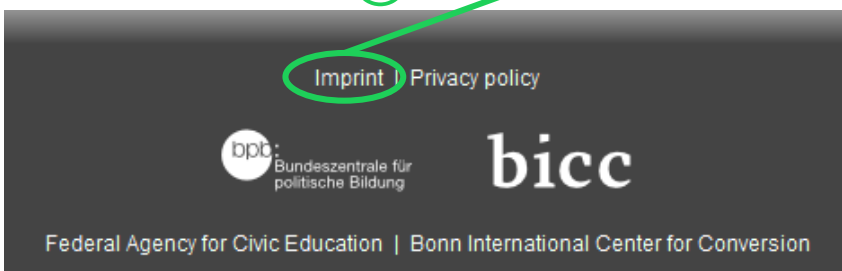 Imprint | Privacy policy
bpb:
Bundeszentrale für
politische Bildung
bicc
Federal Agency for Civic Education | Bonn International Center for Conversion